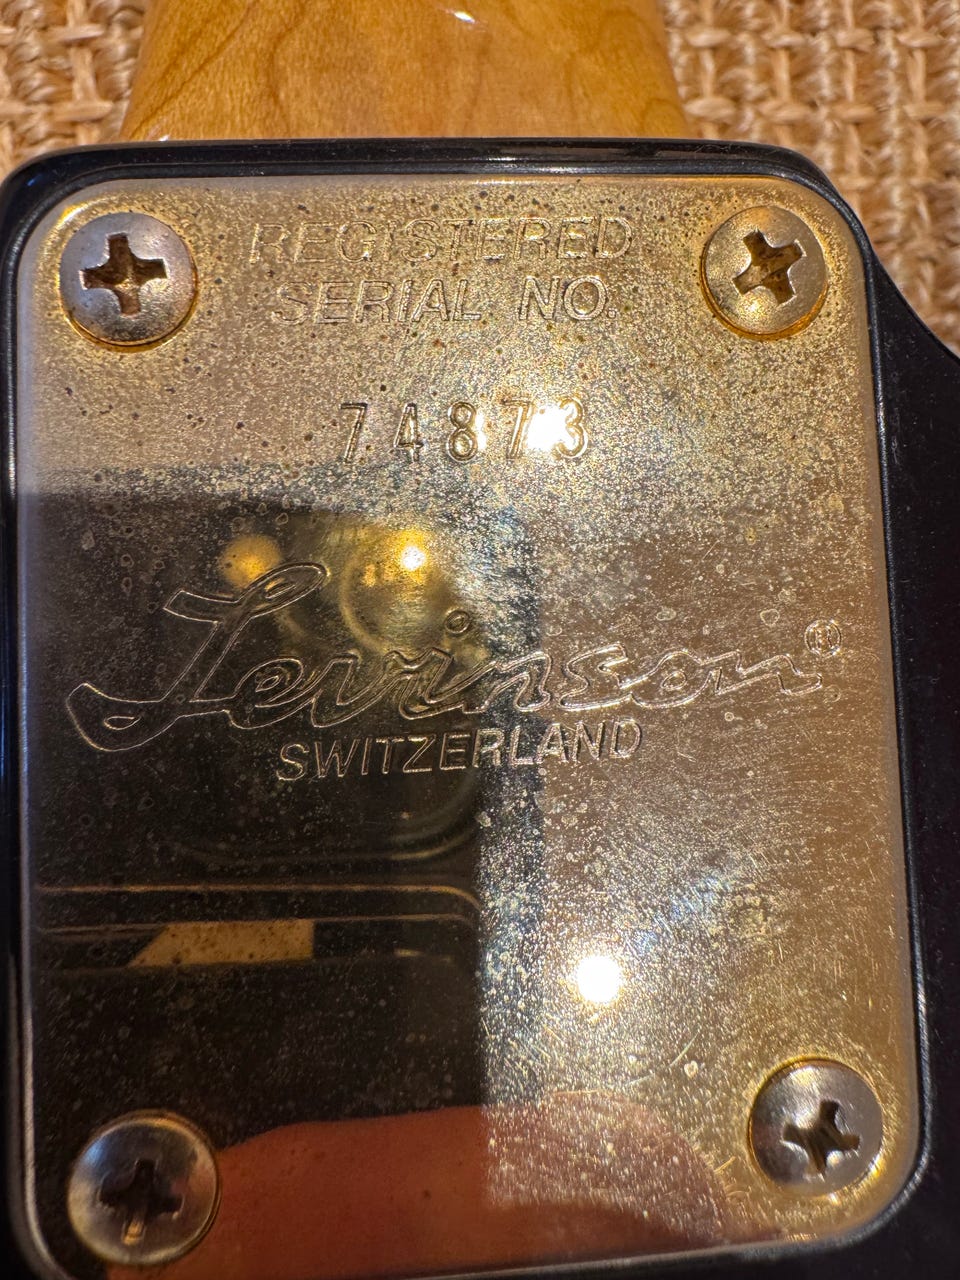 REGISTERED
SERIAL NO.
74873
Levinson®
SWITZERLAND